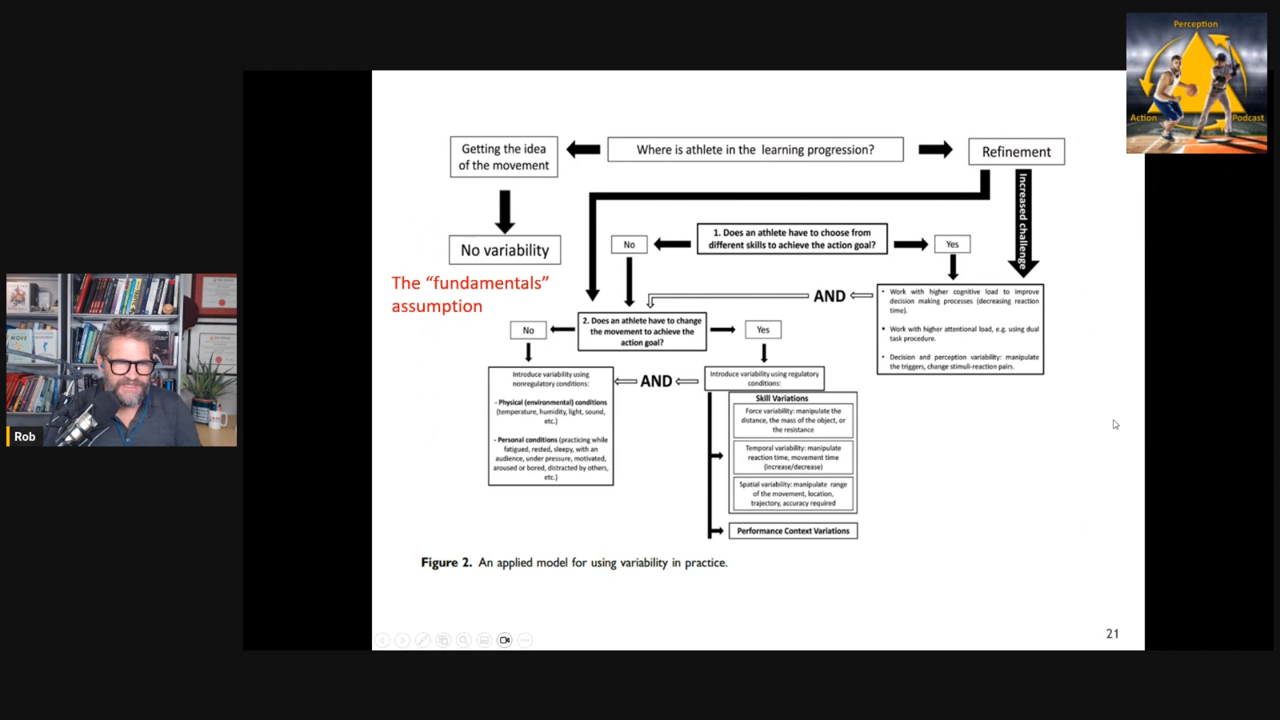 Perception
Action
Podcast
Getting the idea
of the movement
Where is athlete in the learning progression?
Refinement
Increased challenge
No variability
The “fundamentals”
assumption
No
1. Does an athlete have to choose from
different skills to achieve the action goal?
Yes
AND
• Work with higher cognitive load to improve
decision making processes (decreasing reaction
time).
• Work with higher attentional load, e.g. using dual
task procedure.
• Decision and perception variability: manipulate
the triggers, change stimuli-reaction pairs.
No
2. Does an athlete have to change
the movement to achieve the
action goal?
Yes
Introduce variability using
nonregulatory conditions:
- Physical (environmental) conditions
(temperature, humidity, light, sound,
etc.)
- Personal conditions (practicing while
fatigued, rested, sleepy, with an
audience, under pressure, motivated,
aroused or bored, distracted by others,
etc.)
AND
Introduce variability using regulatory
conditions:
Skill Variations
Force variability: manipulate the
distance, the mass of the object, or
the resistance
Temporal variability: manipulate
reaction time, movement time
(increase/decrease)
Spatial variability: manipulate range
of the movement, location,
trajectory, accuracy required
Performance Context Variations
Figure 2. An applied model for using variability in practice.
21
MOVE
Rob